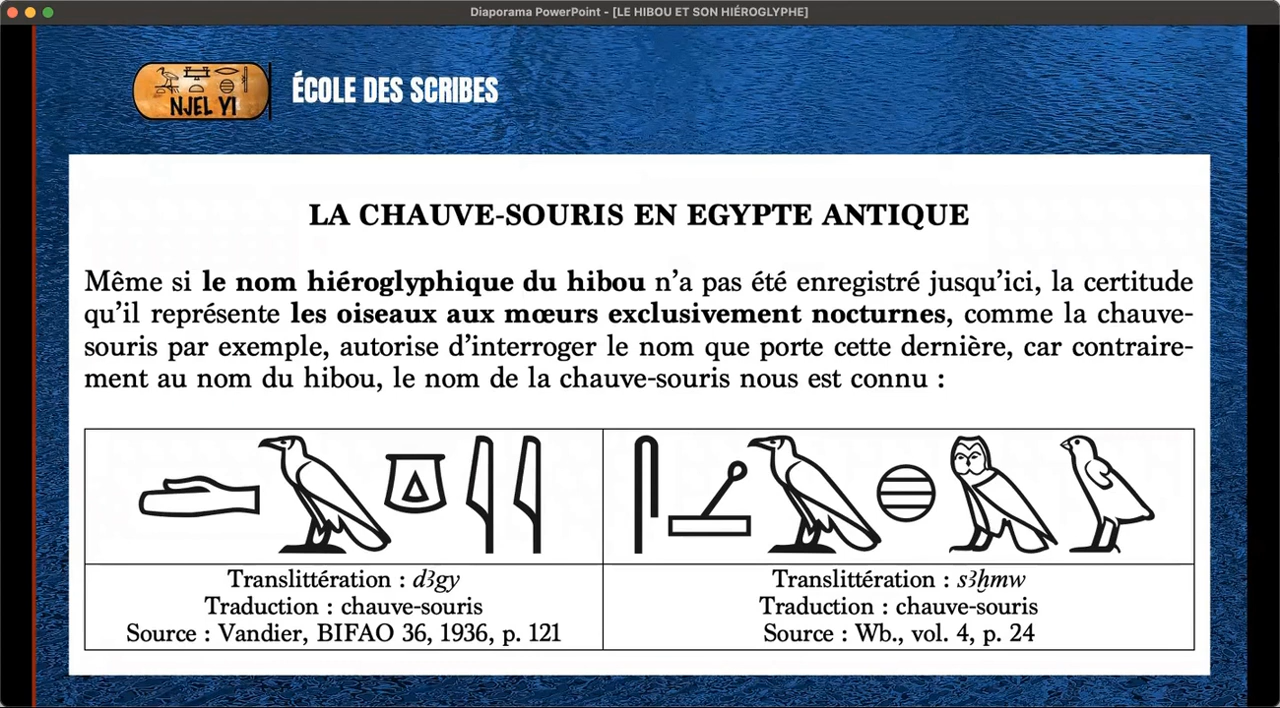 Diaporama PowerPoint - [LE HIBOU ET SON HIÉROGLYPHE]
NJEL YI
ÉCOLE DES SCRIBES
LA CHAUVE-SOURIS EN EGYPTE ANTIQUE
Même si le nom hiéroglyphique du hibou n'a pas été enregistré jusqu'ici, la certitude
qu'il représente les oiseaux aux mœurs exclusivement nocturnes, comme la chauve-
souris par exemple, autorise d'interroger le nom que porte cette dernière, car contraire-
ment au nom du hibou, le nom de la chauve-souris nous est connu :
Translittération : dꜣgy
Traduction : chauve-souris
Source : Vandier, BIFAO 36, 1936, p. 121
Translittération : sꜣḫmw
Traduction : chauve-souris
Source : Wb., vol. 4, p. 24